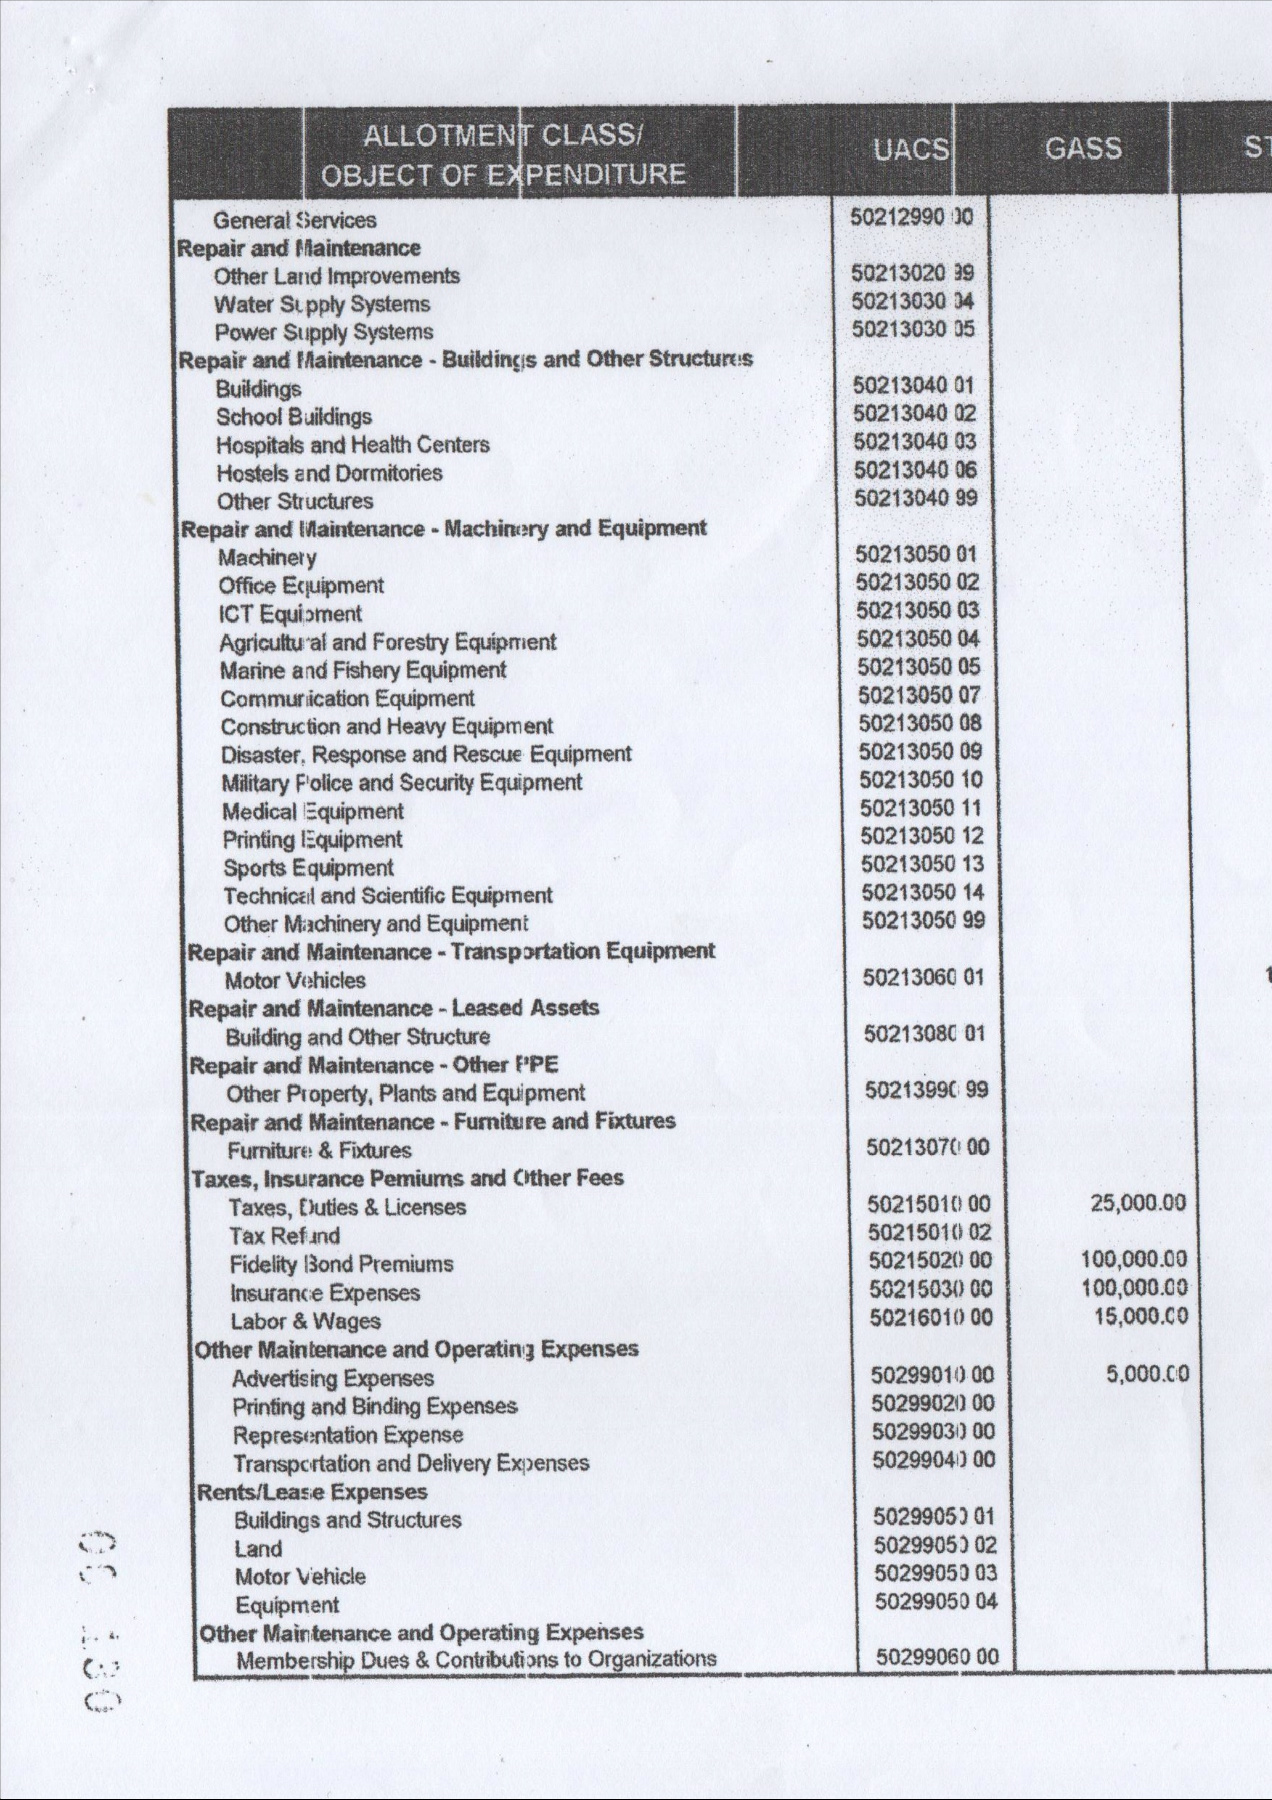 ALLOTMENT CLASS/ UACS GASS ST
OBJECT OF EXPENDITURE
General Services 50212990 00
Repair and Maintenance
Other Land Improvements 50213020 99
Water Supply Systems 50213030 04
Power Supply Systems 50213030 05
Repair and Maintenance - Buildings and Other Structures
Buildings 50213040 01
School Buildings 50213040 02
Hospitals and Health Centers 50213040 03
Hostels and Dormitories 50213040 06
Other Structures 50213040 99
Repair and Maintenance - Machinery and Equipment
Machinery 50213050 01
Office Equipment 50213050 02
ICT Equipment 50213050 03
Agricultural and Forestry Equipment 50213050 04
Marine and Fishery Equipment 50213050 05
Communication Equipment 50213050 07
Construction and Heavy Equipment 50213050 08
Disaster, Response and Rescue Equipment 50213050 09
Military Police and Security Equipment 50213050 10
Medical Equipment 50213050 11
Printing Equipment 50213050 12
Sports Equipment 50213050 13
Technical and Scientific Equipment 50213050 14
Other Machinery and Equipment 50213050 99
Repair and Maintenance - Transportation Equipment
Motor Vehicles 50213060 01
Repair and Maintenance - Leased Assets
Building and Other Structure 50213080 01
Repair and Maintenance - Other PPE
Other Property, Plants and Equipment 50213990 99
Repair and Maintenance - Furniture and Fixtures
Furniture & Fixtures 50213070 00
Taxes, Insurance Pemiums and Other Fees
Taxes, Duties & Licenses 50215010 00 25,000.00
Tax Refund 50215010 02
Fidelity Bond Premiums 50215020 00 100,000.00
Insurance Expenses 50215030 00 100,000.00
Labor & Wages 50216010 00 15,000.00
Other Maintenance and Operating Expenses
Advertising Expenses 50299010 00 5,000.00
Printing and Binding Expenses 50299020 00
Representation Expense 50299030 00
Transportation and Delivery Expenses 50299040 00
Rents/Lease Expenses
Buildings and Structures 50299050 01
Land 50299050 02
Motor Vehicle 50299050 03
Equipment 50299050 04
Other Maintenance and Operating Expenses
Membership Dues & Contributions to Organizations 50299060 00